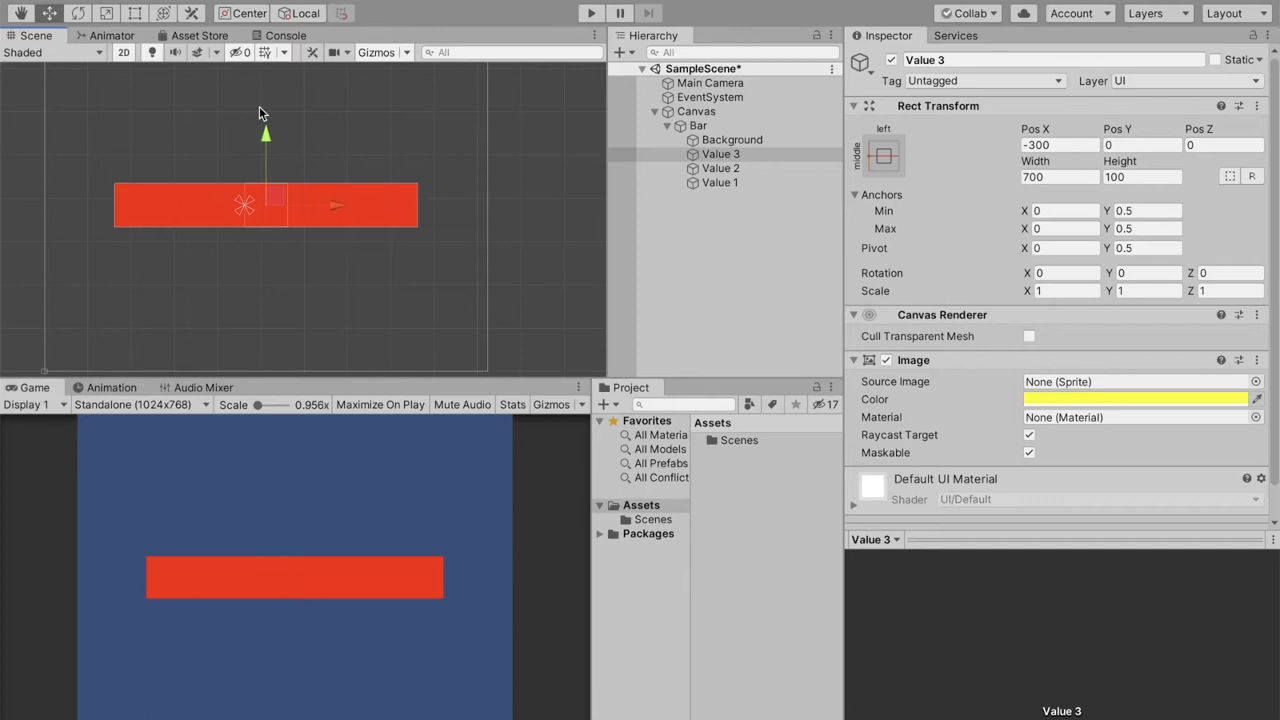 Center
Local
Collab
Account
Layers
Layout
Scene
Animator
Asset Store
Console
Shaded
2D
0
Gizmos
All
Hierarchy
All
SampleScene*
Main Camera
EventSystem
Canvas
Bar
Background
Value 3
Value 2
Value 1
Inspector
Services
Value 3
Static
Tag Untagged Layer UI
Rect Transform
left
middle
Pos X Pos Y Pos Z
-300 0 0
Width Height
700 100
R
Anchors
Min X 0 Y 0.5
Max X 0 Y 0.5
Pivot X 0 Y 0.5
Rotation X 0 Y 0 Z 0
Scale X 1 Y 1 Z 1
Canvas Renderer
Cull Transparent Mesh
Image
Source Image None (Sprite)
Color
Material None (Material)
Raycast Target
Maskable
Default UI Material
Shader UI/Default
Value 3
Value 3
Game
Animation
Audio Mixer
Display 1
Standalone (1024x768)
Scale 0.956x
Maximize On Play
Mute Audio
Stats
Gizmos
Project
17
Favorites
All Materia
All Models
All Prefabs
All Conflict
Assets
Scenes
Packages
Assets
Scenes